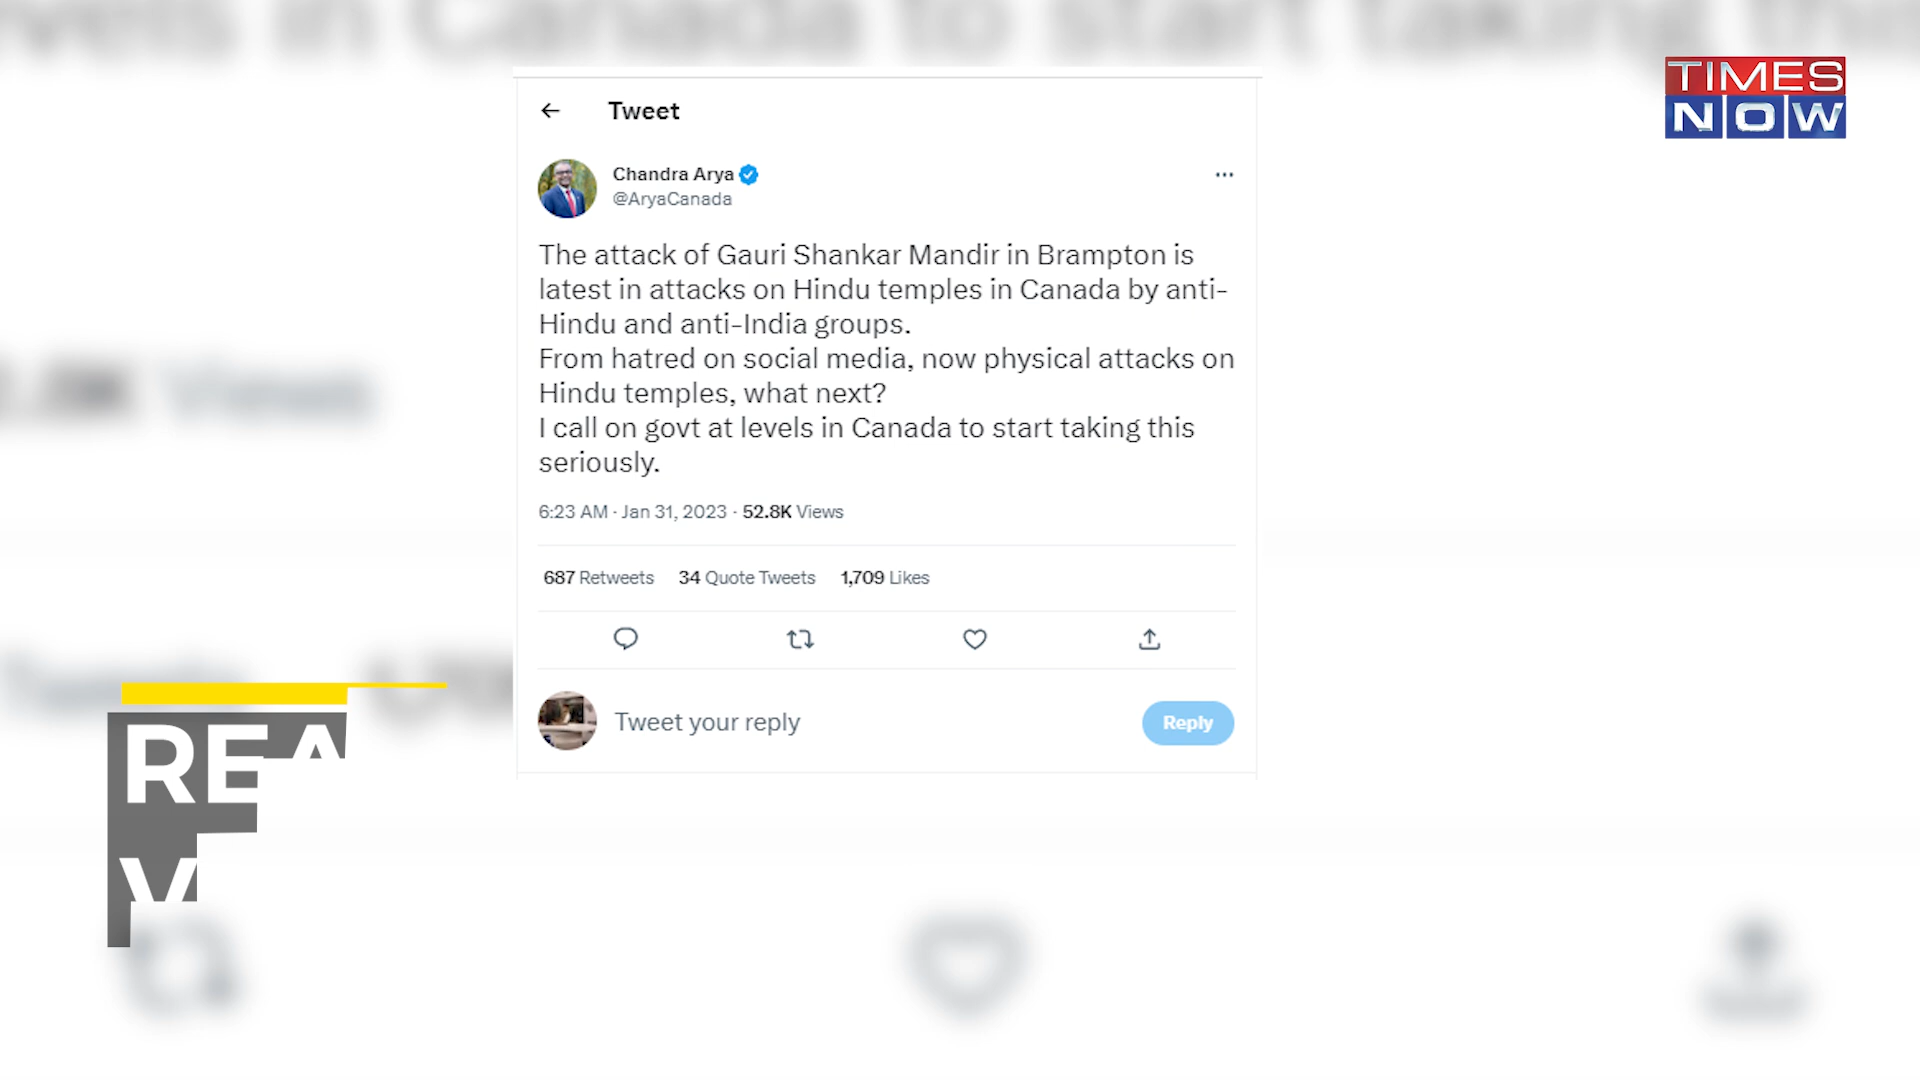 TIMES
NOW
Tweet
Chandra Arya
@AryaCanada
The attack of Gauri Shankar Mandir in Brampton is
latest in attacks on Hindu temples in Canada by anti-
Hindu and anti-India groups.
From hatred on social media, now physical attacks on
Hindu temples, what next?
I call on govt at levels in Canada to start taking this
seriously.
6:23 AM · Jan 31, 2023 · 52.8K Views
687 Retweets 34 Quote Tweets 1,709 Likes
Tweet your reply
Reply